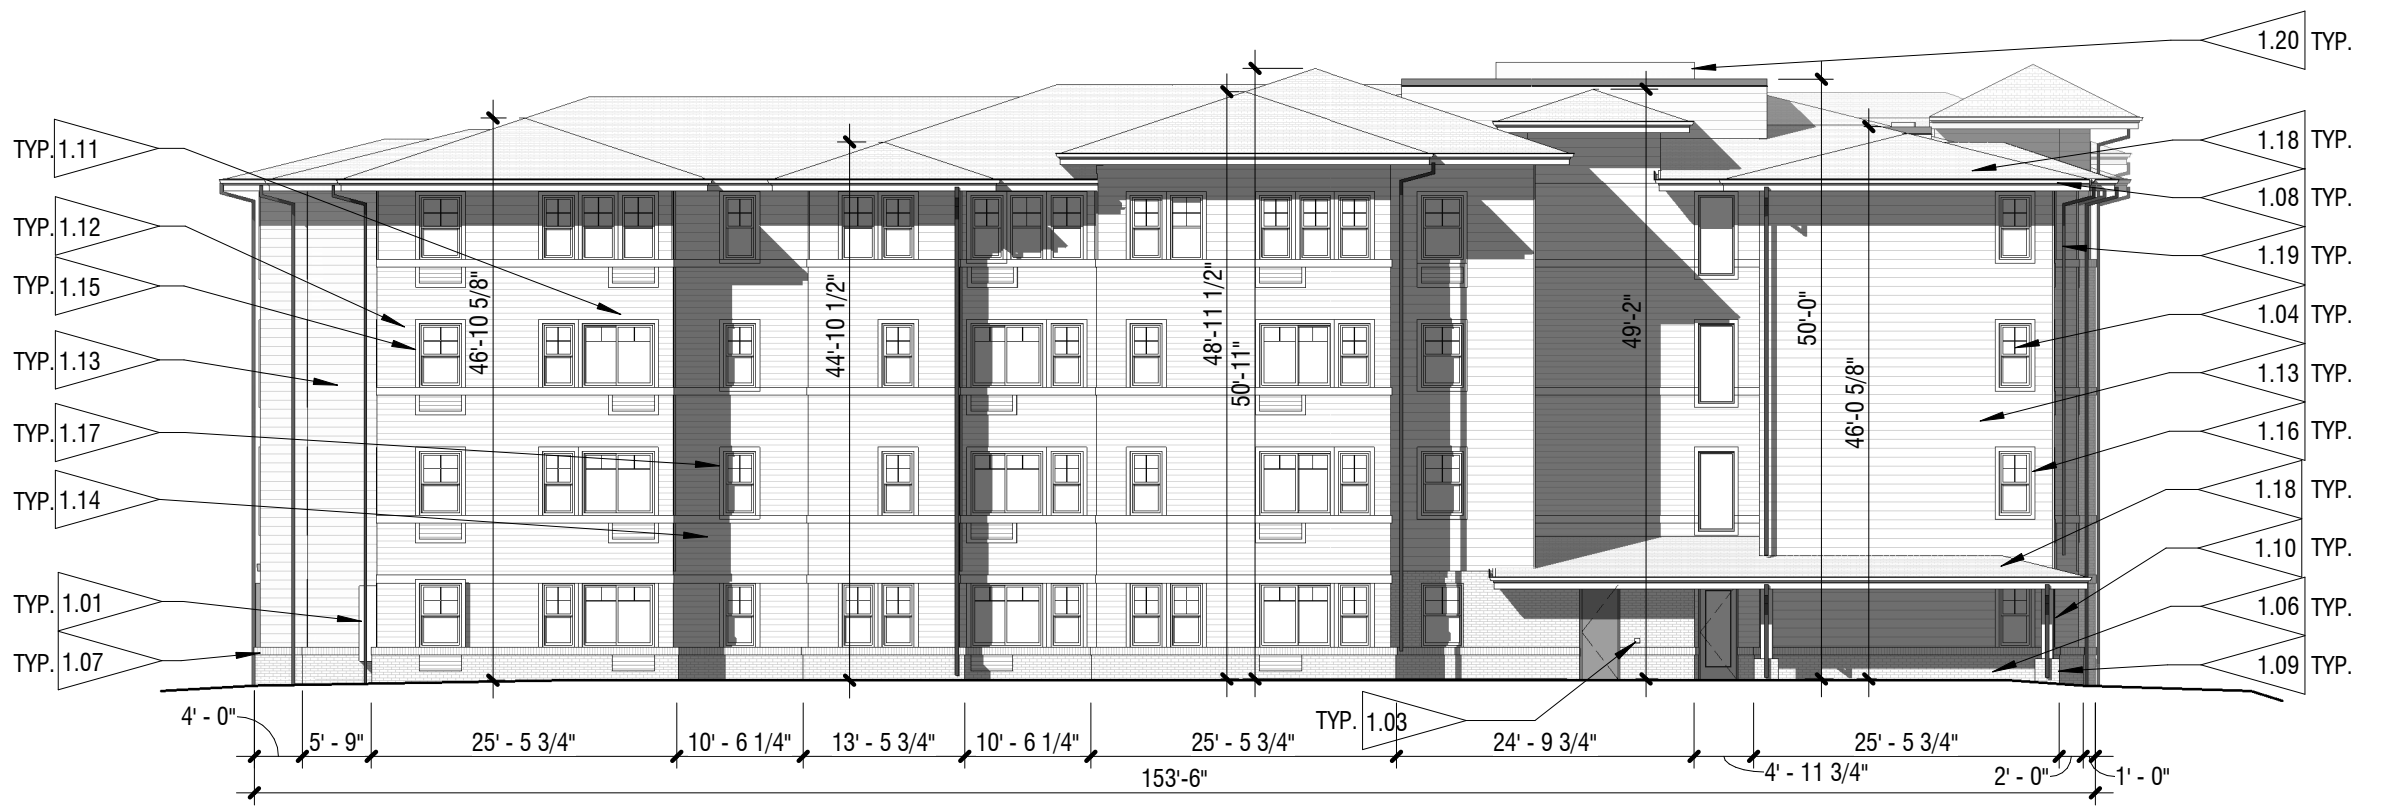 1.20 TYP.
TYP. 1.11
1.18 TYP.
1.08 TYP.
TYP. 1.12
1.19 TYP.
TYP. 1.15
1.04 TYP.
TYP. 1.13
1.13 TYP.
TYP. 1.17
1.16 TYP.
TYP. 1.14
1.18 TYP.
1.10 TYP.
TYP. 1.01
1.06 TYP.
TYP. 1.07
1.09 TYP.
46'-10 5/8"
44'-10 1/2"
48'-11 1/2"
50'-11"
49'-2"
50'-0"
46'-0 5/8"
TYP. 1.03
4' - 0"
5' - 9"
25' - 5 3/4"
10' - 6 1/4"
13' - 5 3/4"
10' - 6 1/4"
25' - 5 3/4"
24' - 9 3/4"
4' - 11 3/4"
25' - 5 3/4"
2' - 0"
1' - 0"
153'-6"